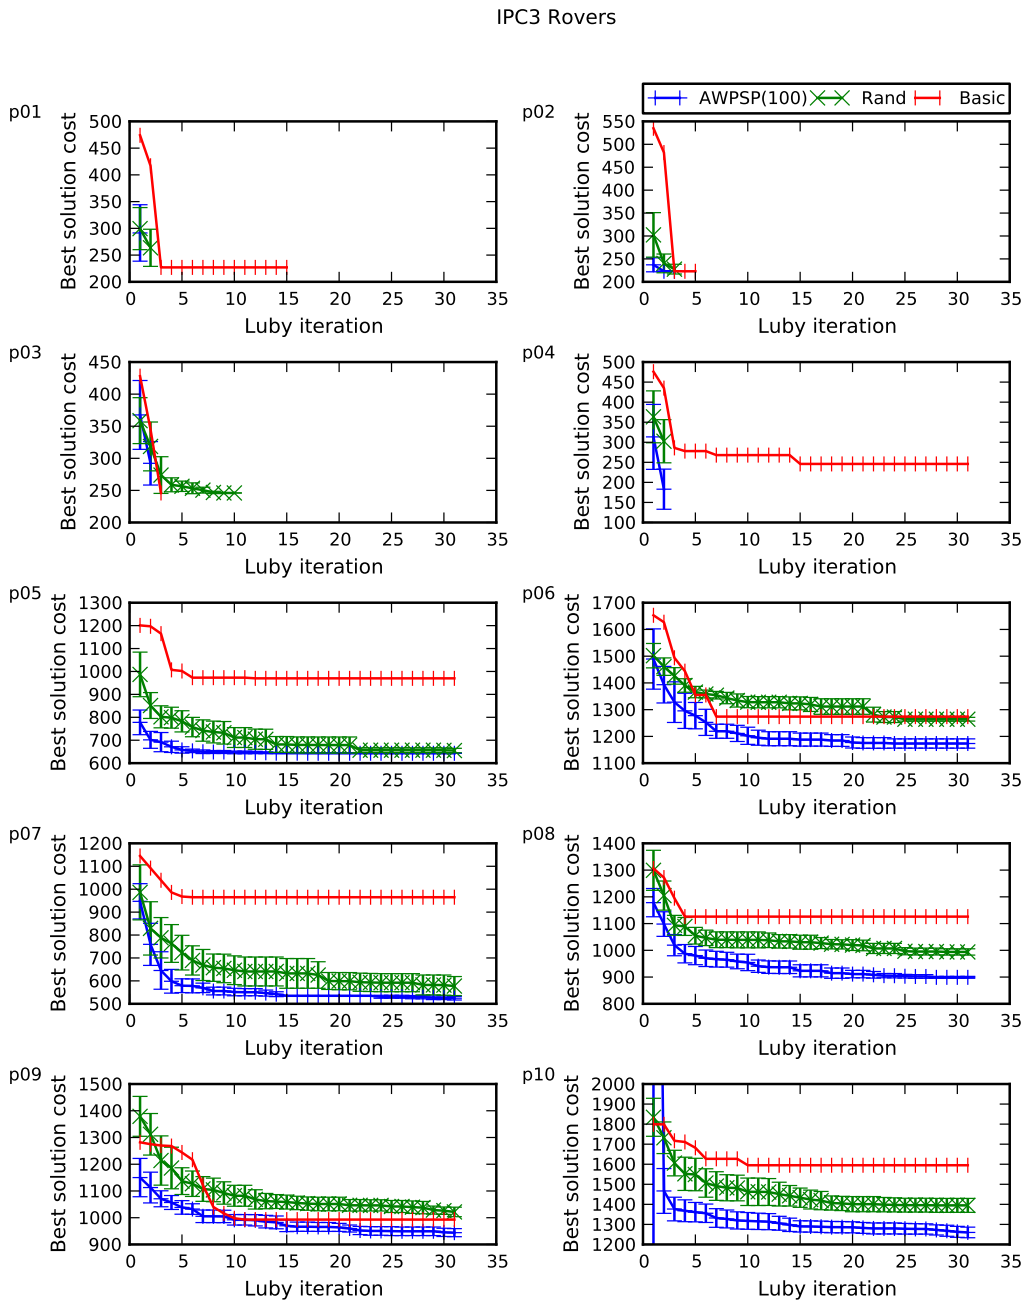 IPC3 Rovers
AWPSP(100) Rand Basic
p01
500
450
400
350
300
250
200
0 5 10 15 20 25 30 35
Best solution cost
Luby iteration
p02
550
500
450
400
350
300
250
200
0 5 10 15 20 25 30 35
Best solution cost
Luby iteration
p03
450
400
350
300
250
200
0 5 10 15 20 25 30 35
Best solution cost
Luby iteration
p04
500
450
400
350
300
250
200
150
100
0 5 10 15 20 25 30 35
Best solution cost
Luby iteration
p05
1300
1200
1100
1000
900
800
700
600
0 5 10 15 20 25 30 35
Best solution cost
Luby iteration
p06
1700
1600
1500
1400
1300
1200
1100
0 5 10 15 20 25 30 35
Best solution cost
Luby iteration
p07
1200
1100
1000
900
800
700
600
500
0 5 10 15 20 25 30 35
Best solution cost
Luby iteration
p08
1400
1300
1200
1100
1000
900
800
0 5 10 15 20 25 30 35
Best solution cost
Luby iteration
p09
1500
1400
1300
1200
1100
1000
900
0 5 10 15 20 25 30 35
Best solution cost
Luby iteration
p10
2000
1900
1800
1700
1600
1500
1400
1300
1200
0 5 10 15 20 25 30 35
Best solution cost
Luby iteration